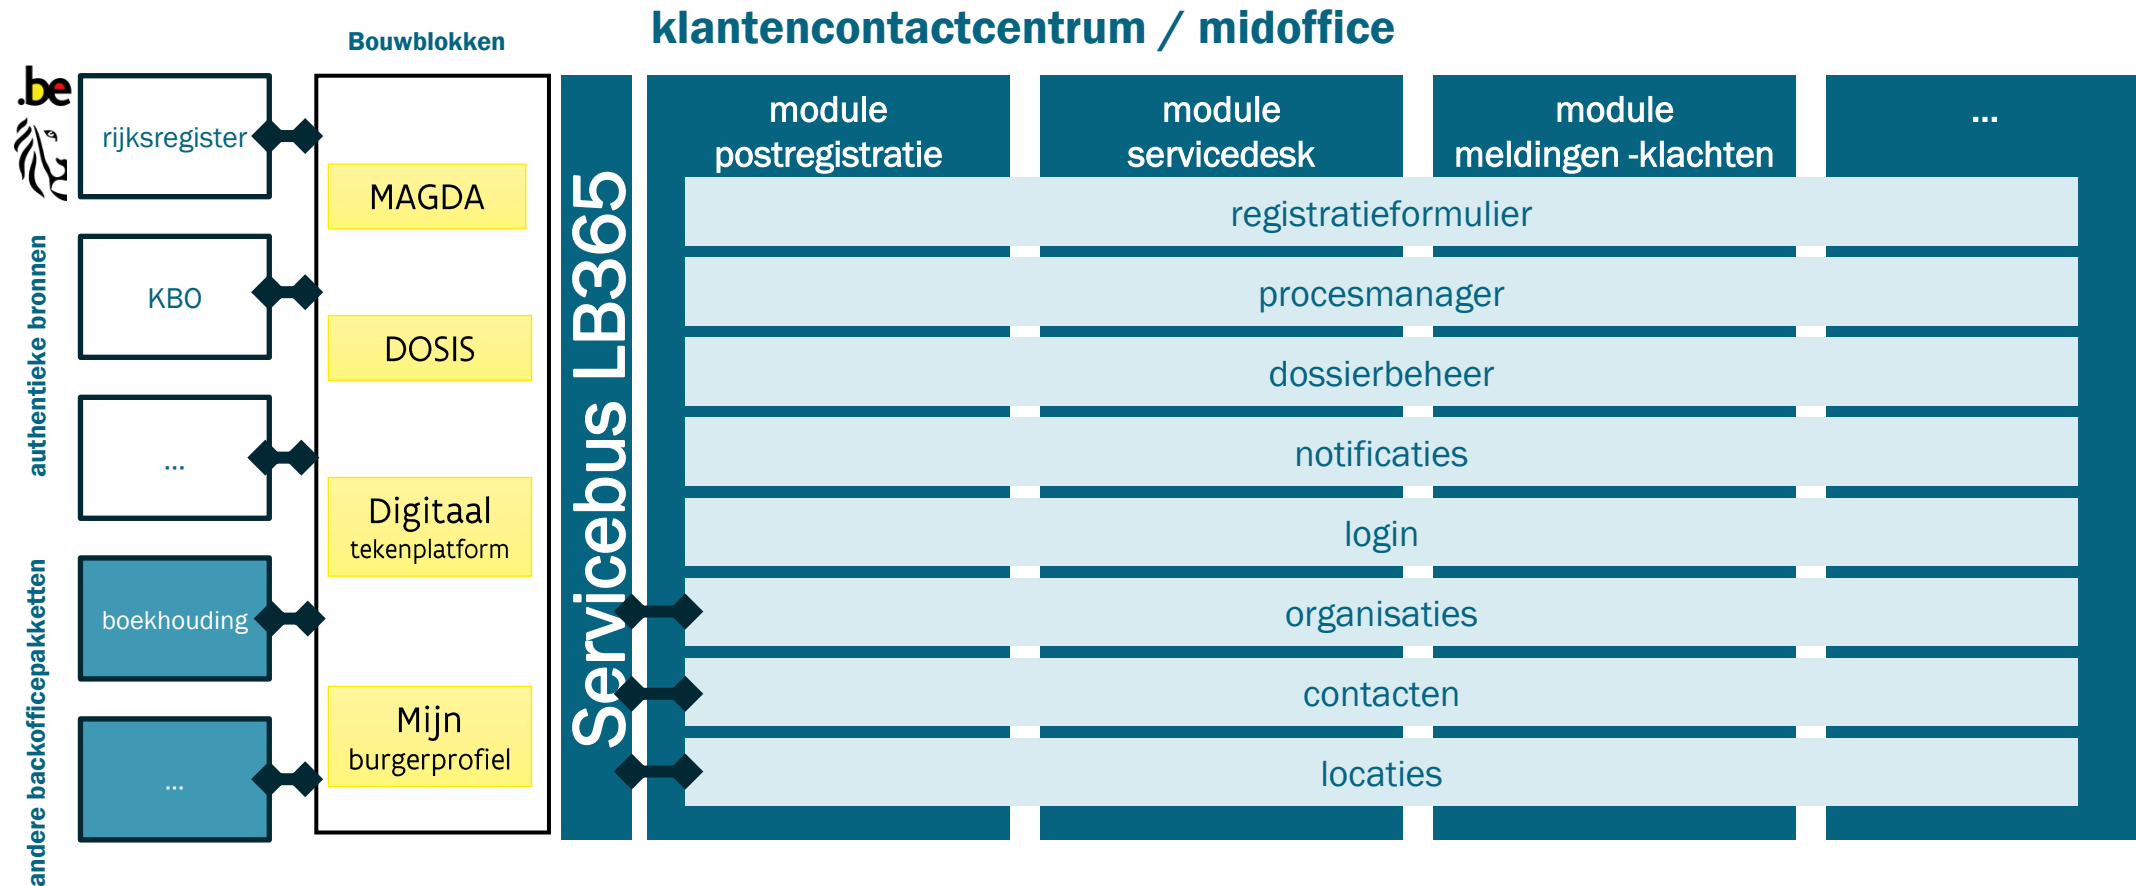 klantencontactcentrum / midoffice
Bouwblokken
.be
authentieke bronnen
rijksregister
KBO
...
andere backofficepakketten
boekhouding
...
MAGDA
DOSIS
Digitaal
tekenplatform
Mijn
burgerprofiel
Servicebus LB365
module
postregistratie
module
servicedesk
module
meldingen -klachten
...
registratieformulier
procesmanager
dossierbeheer
notificaties
login
organisaties
contacten
locaties